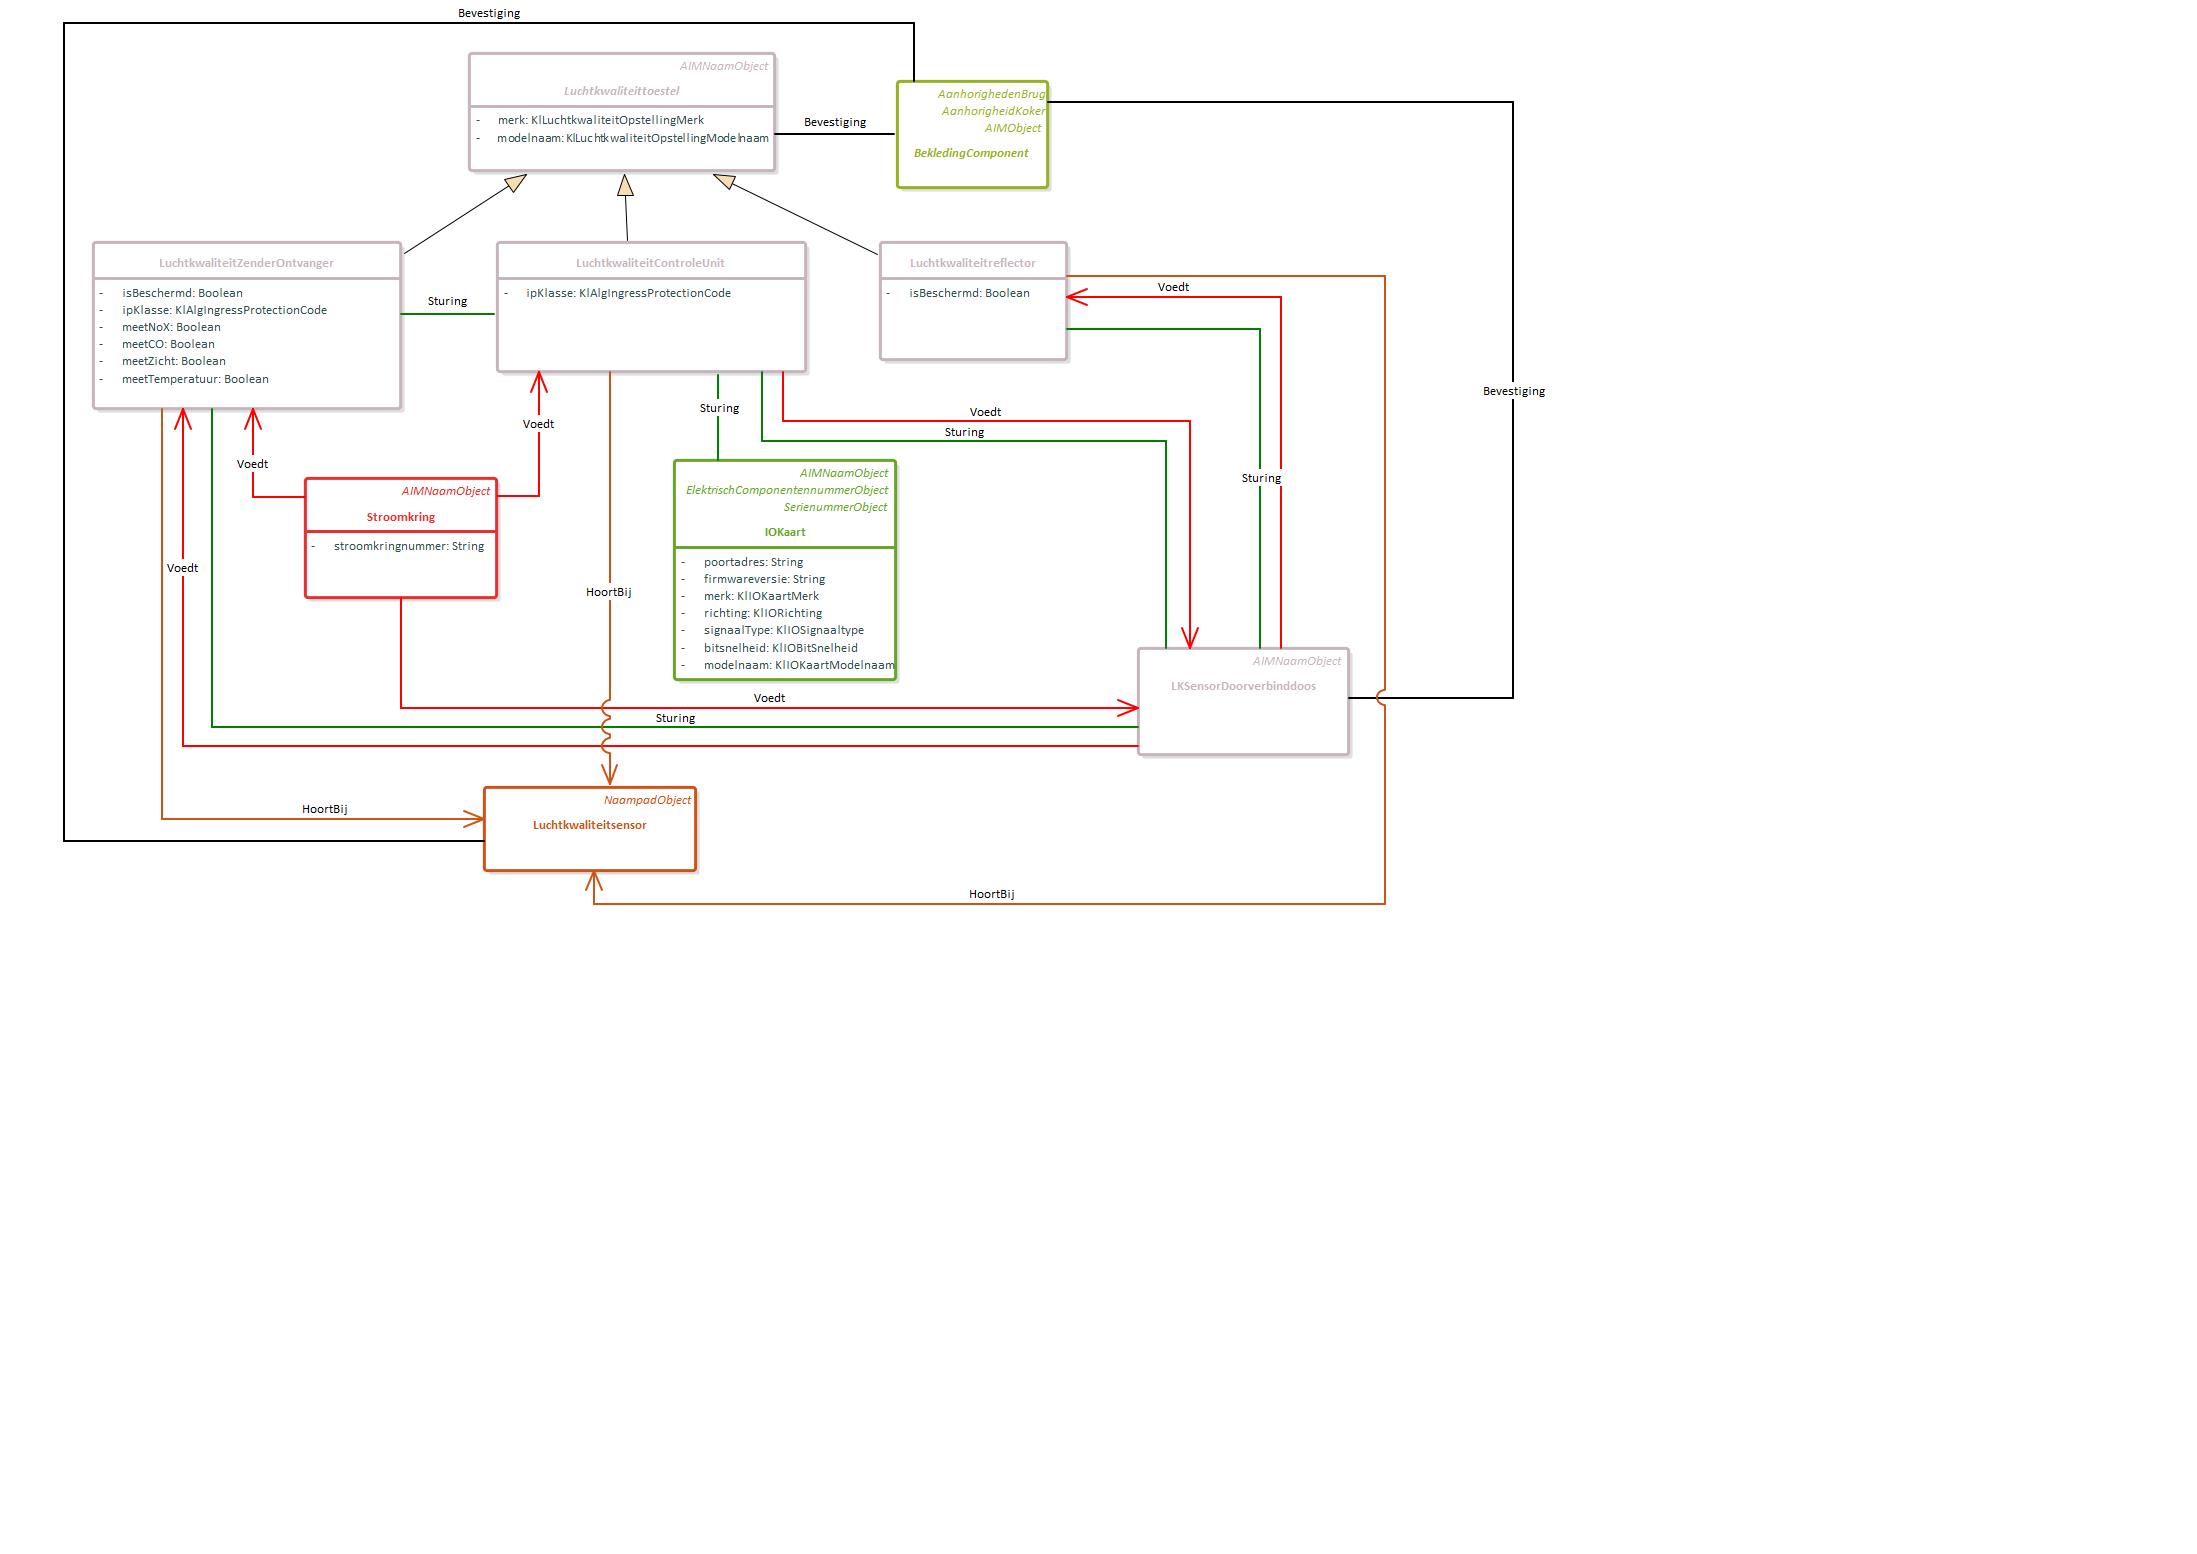 Bevestiging
AIMNaamObject
Luchtkwaliteittoestel
- merk: KlLuchtkwaliteitOpstellingMerk
- modelnaam: KlLuchtkwaliteitOpstellingModelnaam
Bevestiging
AanhorighedenBrug
AanhorigheidKoker
AIMObject
BekledingComponent
LuchtkwaliteitZenderOntvanger
- isBeschermd: Boolean
- ipKlasse: KlAlgIngressProtectionCode
- meetNoX: Boolean
- meetCO: Boolean
- meetZicht: Boolean
- meetTemperatuur: Boolean
Sturing
LuchtkwaliteitControleUnit
- ipKlasse: KlAlgIngressProtectionCode
Luchtkwaliteitreflector
- isBeschermd: Boolean
Voedt
Bevestiging
Sturing
Voedt
Voedt
Sturing
Voedt
Sturing
AIMNaamObject
Stroomkring
- stroomkringnummer: String
AIMNaamObject
ElektrischComponentennummerObject
SerienummerObject
IOKaart
- poortadres: String
- firmwareversie: String
- merk: KlIOKaartMerk
- richting: KlIORichting
- signaalType: KlIOSignaaltype
- bitsnelheid: KlIOBitSnelheid
- modelnaam: KlIOKaartModelnaam
Voedt
HoortBij
AIMNaamObject
LKSensorDoorverbinddoos
Voedt
Sturing
NaampadObject
Luchtkwaliteitsensor
HoortBij
HoortBij